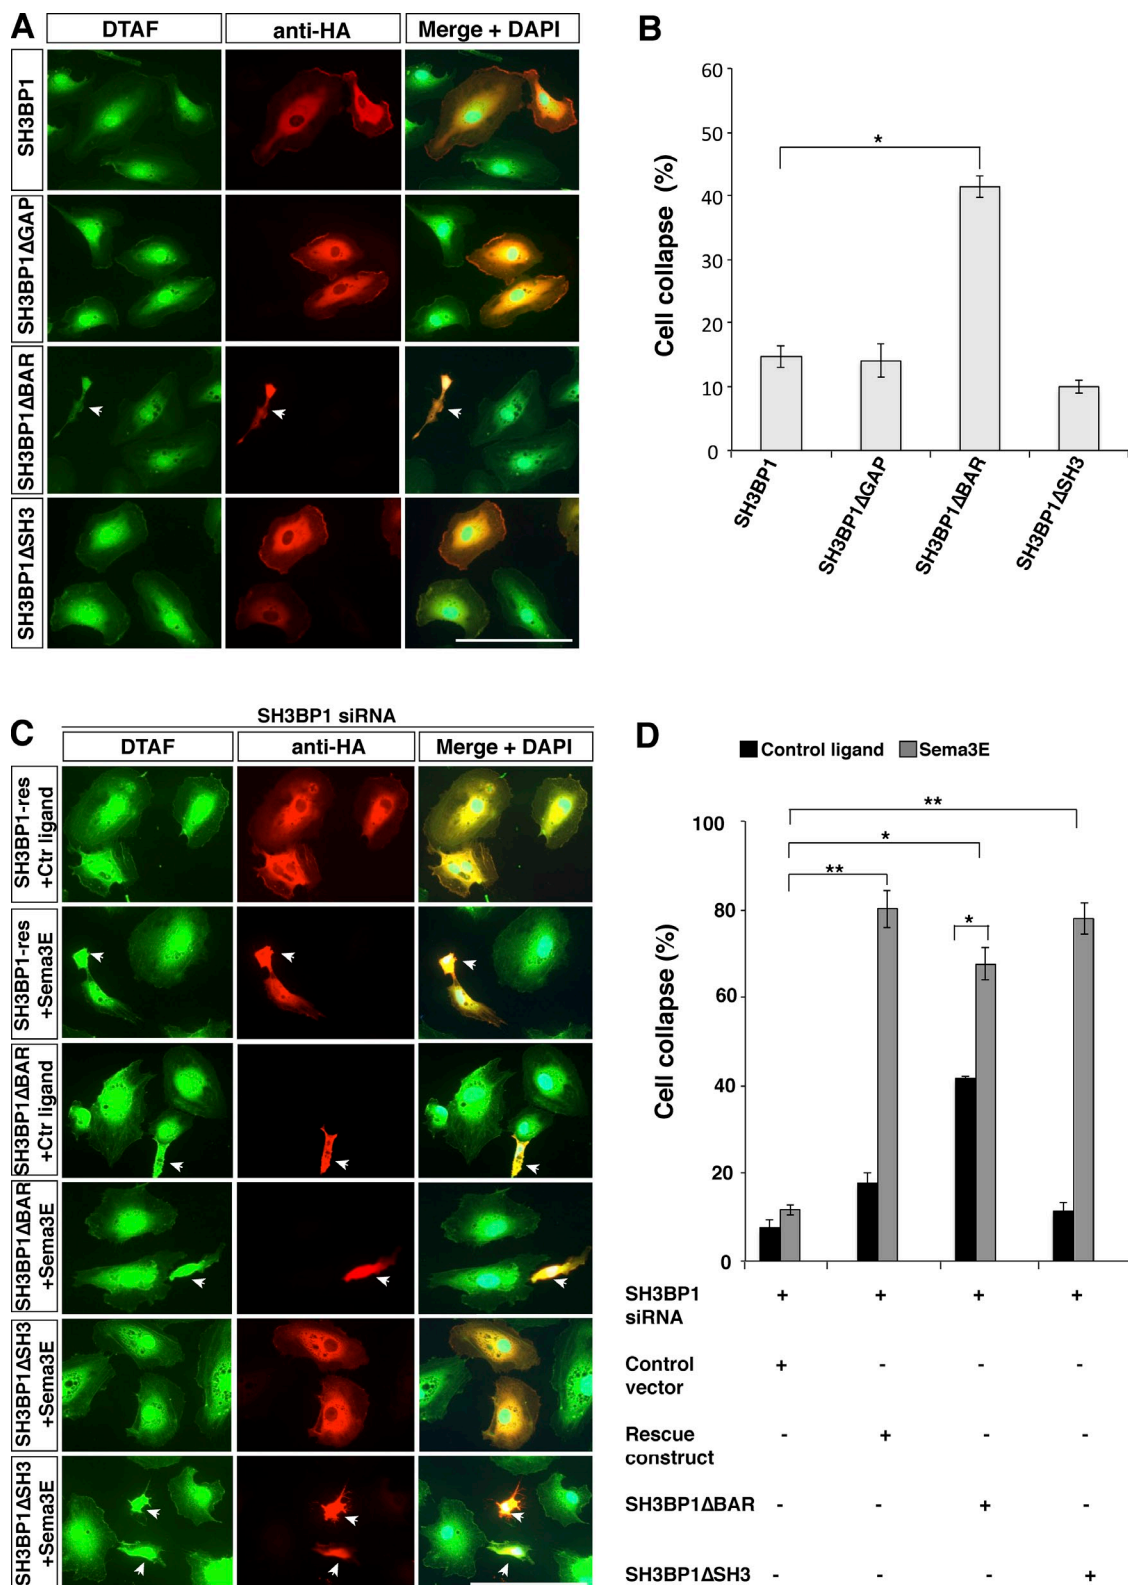 A
DTAF
anti-HA
Merge + DAPI
SH3BP1
SH3BP1ΔGAP
SH3BP1ΔBAR
SH3BP1ΔSH3
B
Cell collapse (%)
60
50
40
30
20
10
0
*
SH3BP1
SH3BP1ΔGAP
SH3BP1ΔBAR
SH3BP1ΔSH3
C
SH3BP1 siRNA
DTAF
anti-HA
Merge + DAPI
SH3BP1-res
+Ctr ligand
SH3BP1-res
+Sema3E
SH3BP1ΔBAR
+Ctr ligand
SH3BP1ΔBAR
+Sema3E
SH3BP1ΔSH3
+Sema3E
SH3BP1ΔSH3
+Sema3E
D
Control ligand Sema3E
Cell collapse (%)
100
80
60
40
20
0
**
*
**
*
SH3BP1 + + + +
siRNA
Control + - - -
vector
Rescue - + - -
construct
SH3BP1ΔBAR - - + -
SH3BP1ΔSH3 - - - +